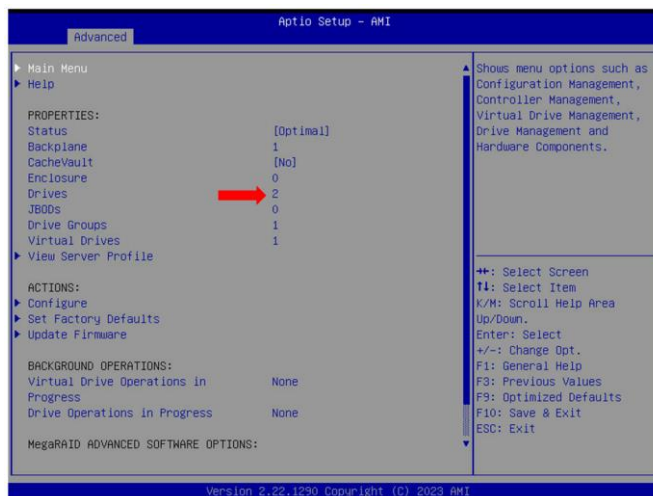 Aptio Setup - AMI
Advanced
Main Menu
Help
PROPERTIES:
Status [Optimal]
Backplane 1
CacheVault [No]
Enclosure 0
Drives 2
JBODs 0
Drive Groups 1
Virtual Drives 1
View Server Profile
ACTIONS:
Configure
Set Factory Defaults
Update Firmware
BACKGROUND OPERATIONS:
Virtual Drive Operations in None
Progress
Drive Operations in Progress None
MegaRAID ADVANCED SOFTWARE OPTIONS:
Shows menu options such as
Configuration Management,
Controller Management,
Virtual Drive Management,
Drive Management and
Hardware Components.
→←: Select Screen
↑↓: Select Item
K/M: Scroll Help Area
Up/Down.
Enter: Select
+/-: Change Opt.
F1: General Help
F3: Previous Values
F9: Optimized Defaults
F10: Save & Exit
ESC: Exit
Version 2.22.1290 Copyright (C) 2023 AMI